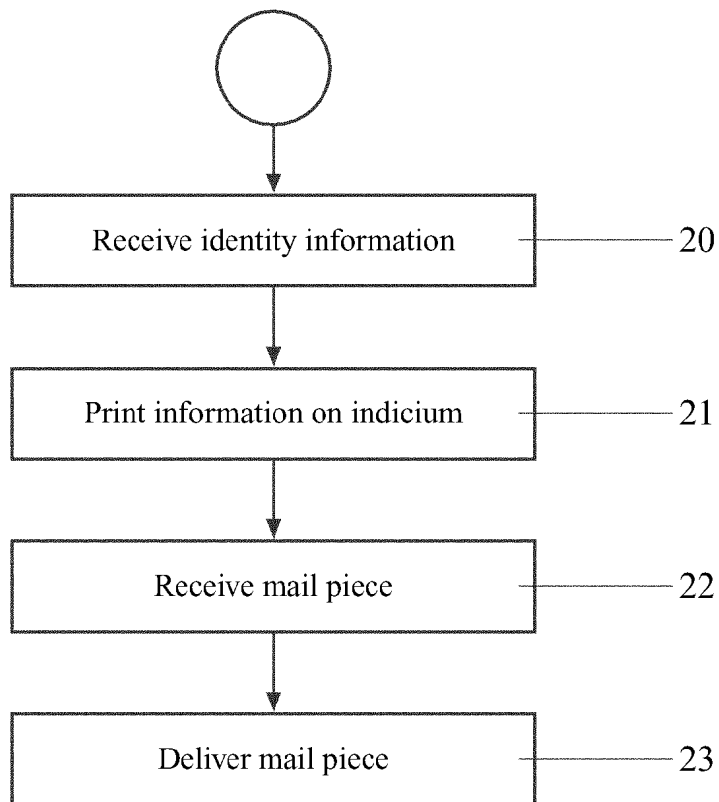 Receive identity information 20
Print information on indicium 21
Receive mail piece 22
Deliver mail piece 23